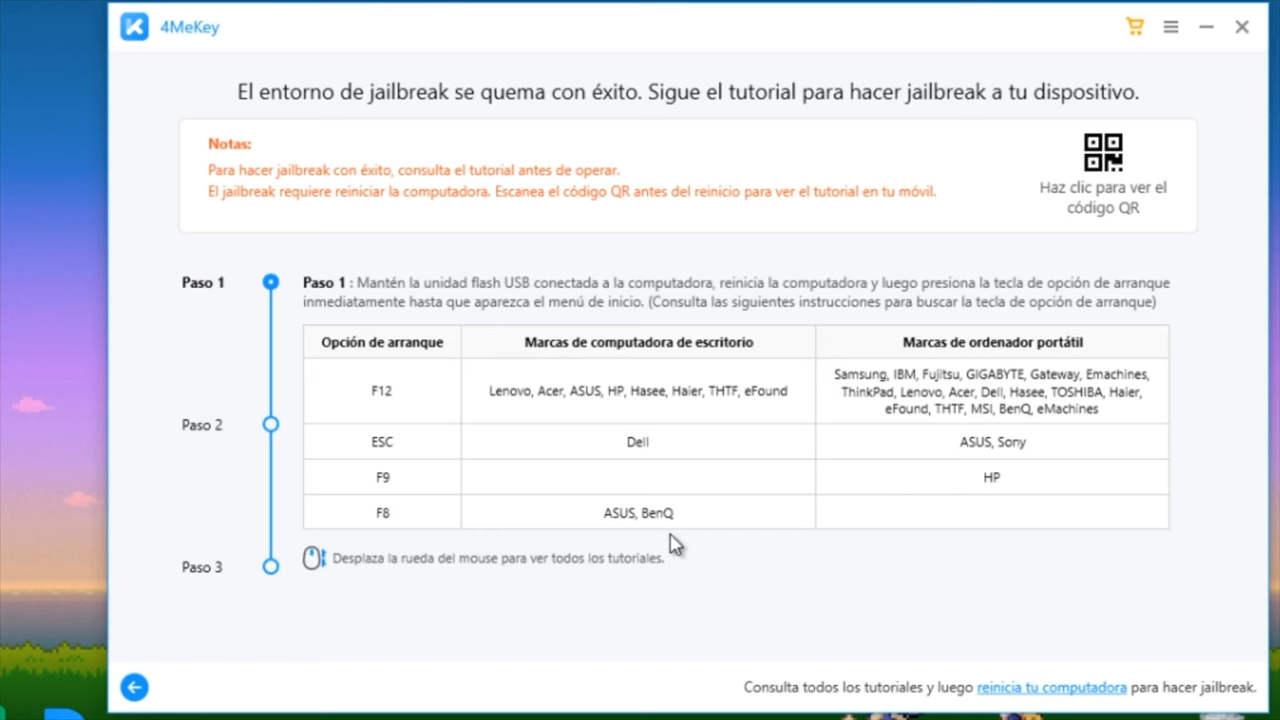 4MeKey
El entorno de jailbreak se quema con éxito. Sigue el tutorial para hacer jailbreak a tu dispositivo.
Notas:
Para hacer jailbreak con éxito, consulta el tutorial antes de operar.
El jailbreak requiere reiniciar la computadora. Escanea el código QR antes del reinicio para ver el tutorial en tu móvil.
Haz clic para ver el
código QR
Paso 1
Paso 1 : Mantén la unidad flash USB conectada a la computadora, reinicia la computadora y luego presiona la tecla de opción de arranque
inmediatamente hasta que aparezca el menú de inicio. (Consulta las siguientes instrucciones para buscar la tecla de opción de arranque)
Opción de arranque Marcas de computadora de escritorio Marcas de ordenador portátil
F12 Lenovo, Acer, ASUS, HP, Hasee, Haier, THTF, eFound
Samsung, IBM, Fujitsu, GIGABYTE, Gateway, Emachines,
ThinkPad, Lenovo, Acer, Dell, Hasee, TOSHIBA, Haier,
eFound, THTF, MSI, BenQ, eMachines
Paso 2
ESC Dell ASUS, Sony
F9 HP
F8 ASUS, BenQ
Desplaza la rueda del mouse para ver todos los tutoriales.
Paso 3
Consulta todos los tutoriales y luego reinicia tu computadora para hacer jailbreak.